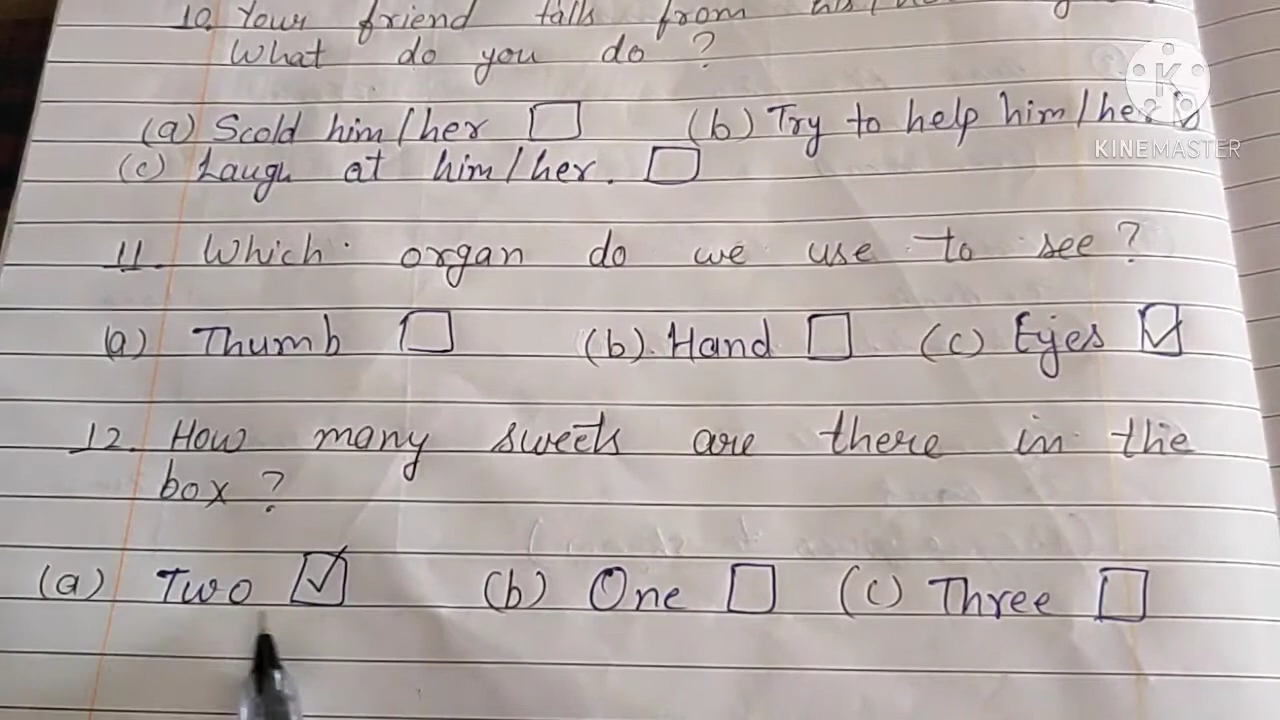 10. Your friend falls from
What do you do ?
(a) Scold him/her (b) Try to help him/her
(c) Laugh at him/her.
11. Which organ do we use to see ?
(a) Thumb (b). Hand (c) Eyes
12. How many sweets are there in the
box ?
(a) Two (b) One (c) Three
K
KINEMASTER